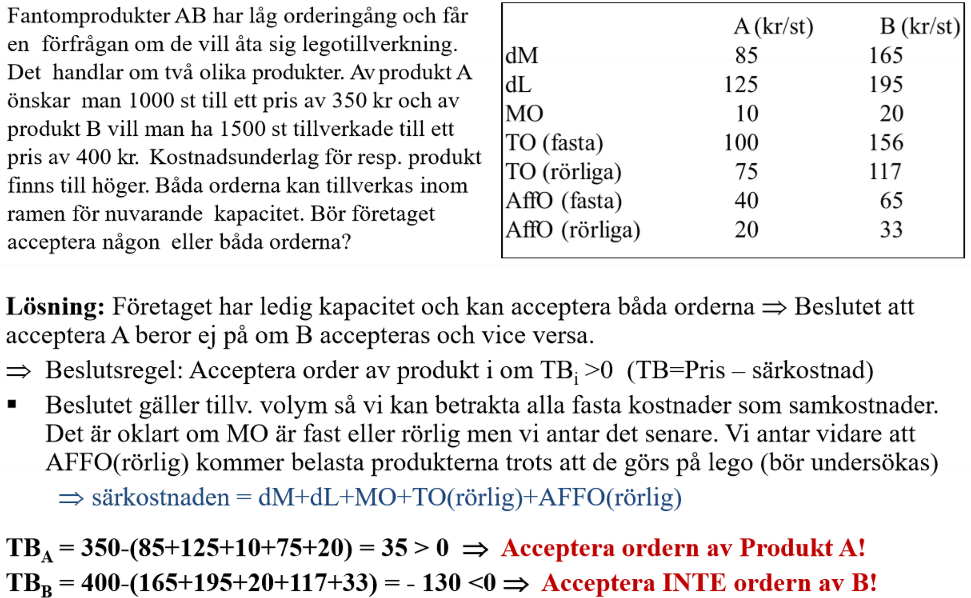 Fantomprodukter AB har låg orderingång och får
en förfrågan om de vill åta sig legotillverkning.
Det handlar om två olika produkter. Av produkt A
önskar man 1000 st till ett pris av 350 kr och av
produkt B vill man ha 1500 st tillverkade till ett
pris av 400 kr. Kostnadsunderlag för resp. produkt
finns till höger. Båda orderna kan tillverkas inom
ramen för nuvarande kapacitet. Bör företaget
acceptera någon eller båda orderna?
A (kr/st) B (kr/st)
dM 85 165
dL 125 195
MO 10 20
TO (fasta) 100 156
TO (rörliga) 75 117
AffO (fasta) 40 65
AffO (rörliga) 20 33
Lösning: Företaget har ledig kapacitet och kan acceptera båda orderna ⇒ Beslutet att
acceptera A beror ej på om B accepteras och vice versa.
⇒ Beslutsregel: Acceptera order av produkt i om TBi >0 (TB=Pris – särkostnad)
▪ Beslutet gäller tillv. volym så vi kan betrakta alla fasta kostnader som samkostnader.
Det är oklart om MO är fast eller rörlig men vi antar det senare. Vi antar vidare att
AFFO(rörlig) kommer belasta produkterna trots att de görs på lego (bör undersökas)
⇒ särkostnaden = dM+dL+MO+TO(rörlig)+AFFO(rörlig)
TBA = 350-(85+125+10+75+20) = 35 > 0 ⇒ Acceptera ordern av Produkt A!
TBB = 400-(165+195+20+117+33) = - 130 <0 ⇒ Acceptera INTE ordern av B!